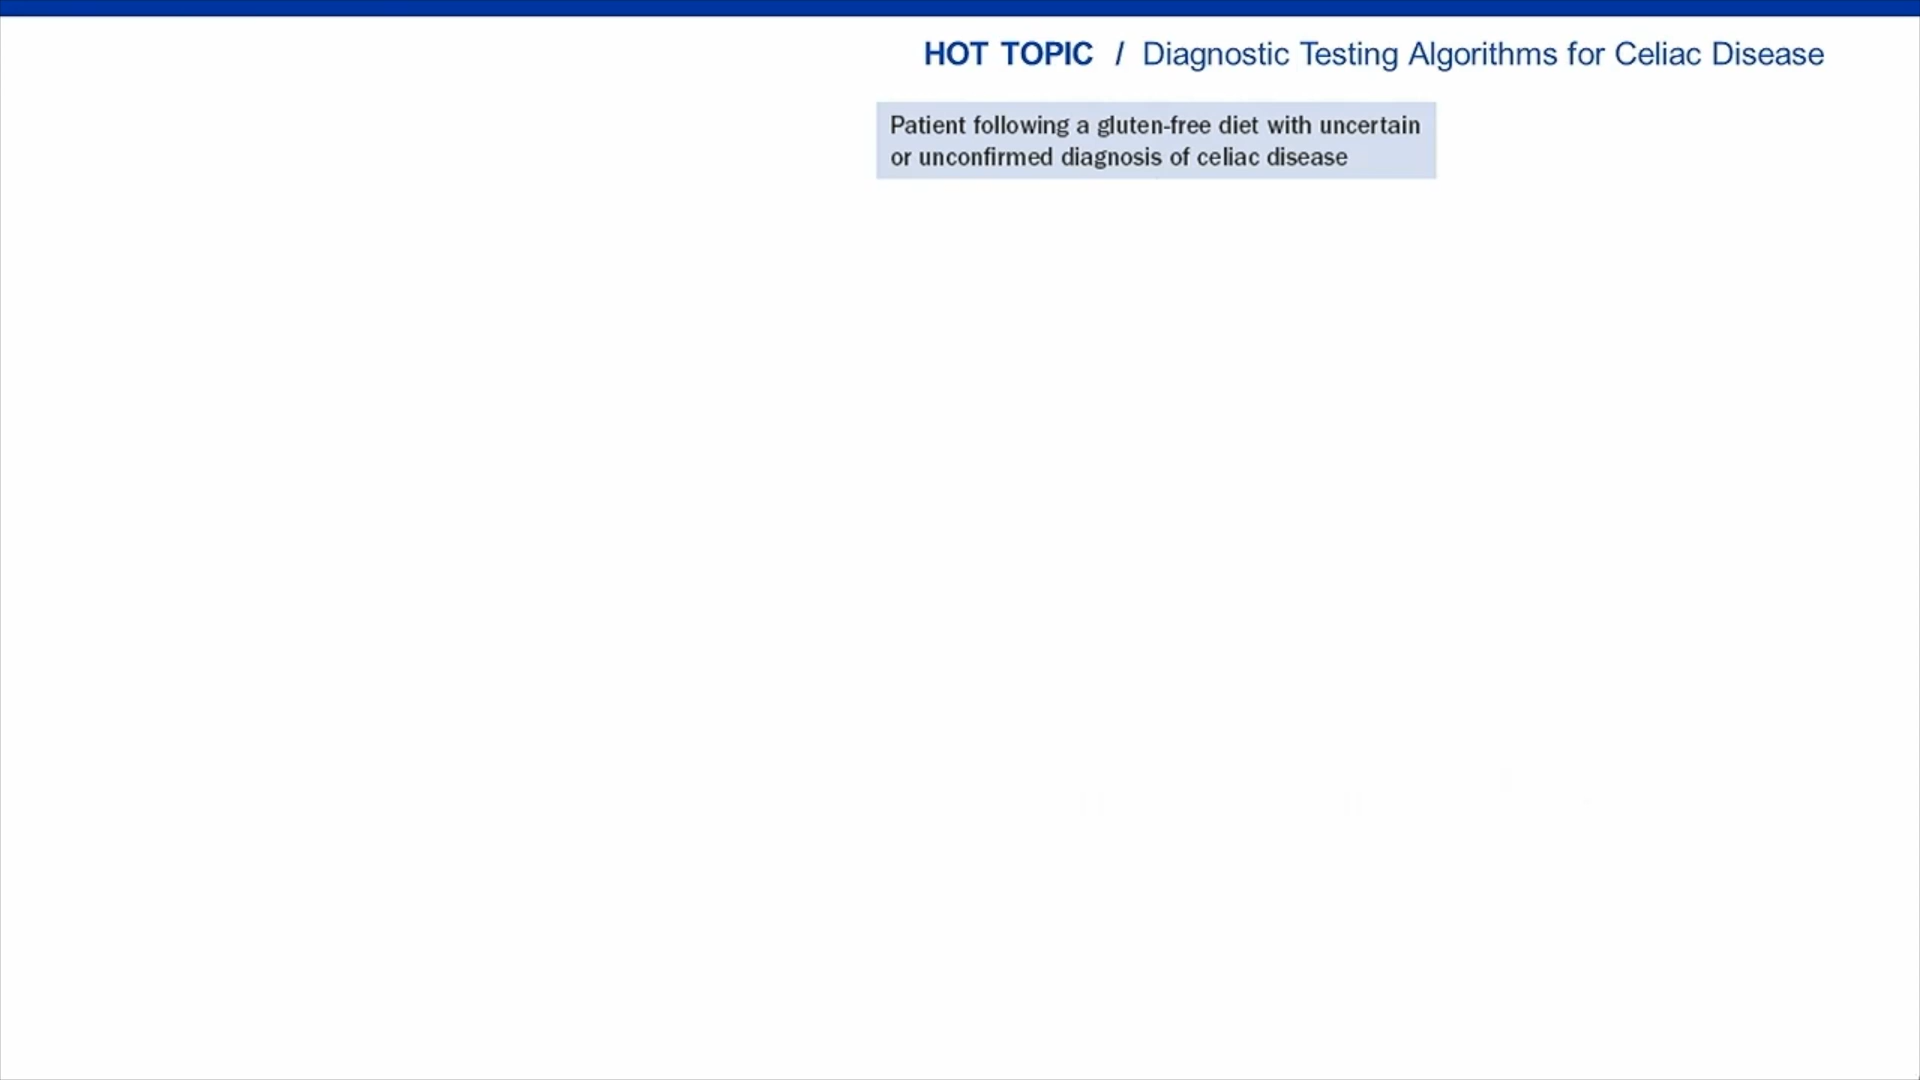 HOT TOPIC / Diagnostic Testing Algorithms for Celiac Disease
Patient following a gluten-free diet with uncertain
or unconfirmed diagnosis of celiac disease